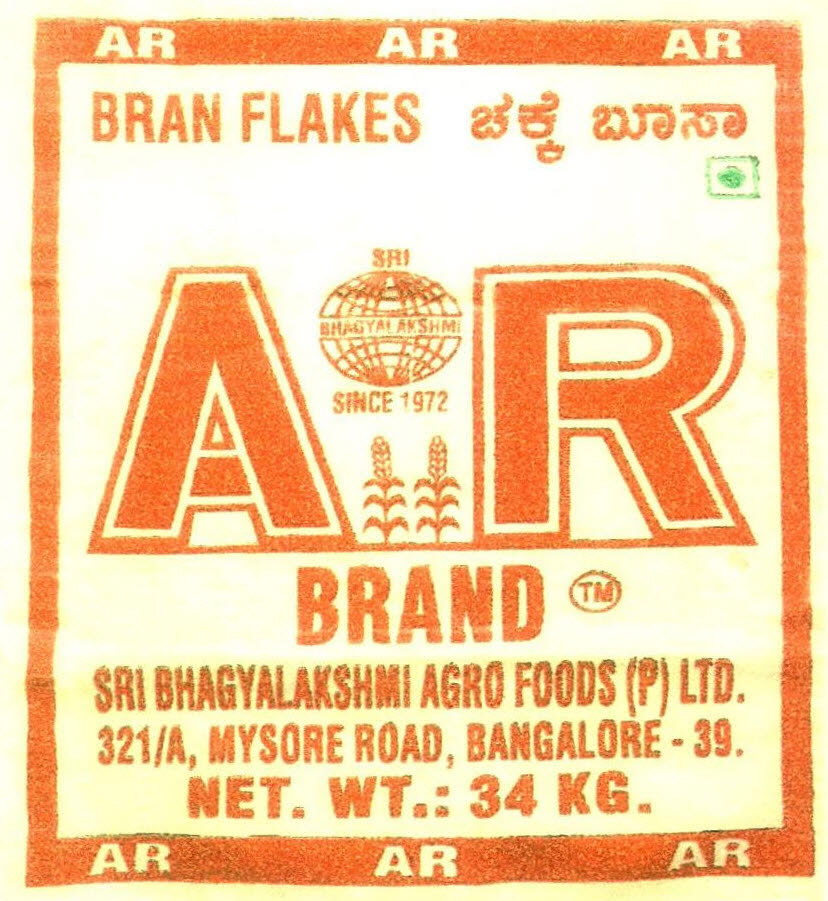 AR AR AR
BRAN FLAKES ಚಕ್ಕೆ ಬೂಸಾ
SRI
BHAGYALAKSHMI
SINCE 1972
AR
BRAND TM
SRI BHAGYALAKSHMI AGRO FOODS (P) LTD.
321/A, MYSORE ROAD, BANGALORE - 39.
NET. WT.: 34 KG.
AR AR AR